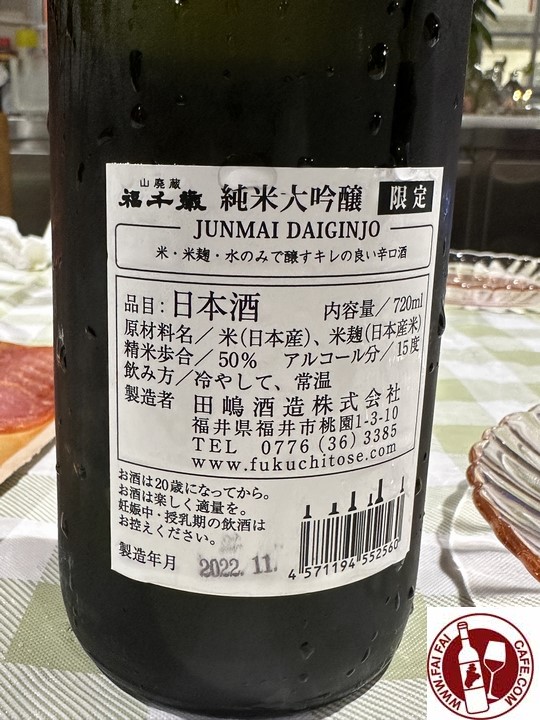 山廃蔵
福千歳 純米大吟醸 限定
JUNMAI DAIGINJO
米・米麹・水のみで醸すキレの良い辛口酒
品目:日本酒 内容量/720ml
原材料名/米(日本産)、米麹(日本産米)
精米歩合/50% アルコール分/15度
飲み方/冷やして、常温
製造者 田嶋酒造株式会社
福井県福井市桃園1-3-10
TEL 0776(36)3385
www.fukuchitose.com
お酒は20歳になってから。
お酒は楽しく適量を。
妊娠中・授乳期の飲酒は
お控えください。
製造年月 2022.11.
4571194552560
WWW.FAI FAI CAFE.COM